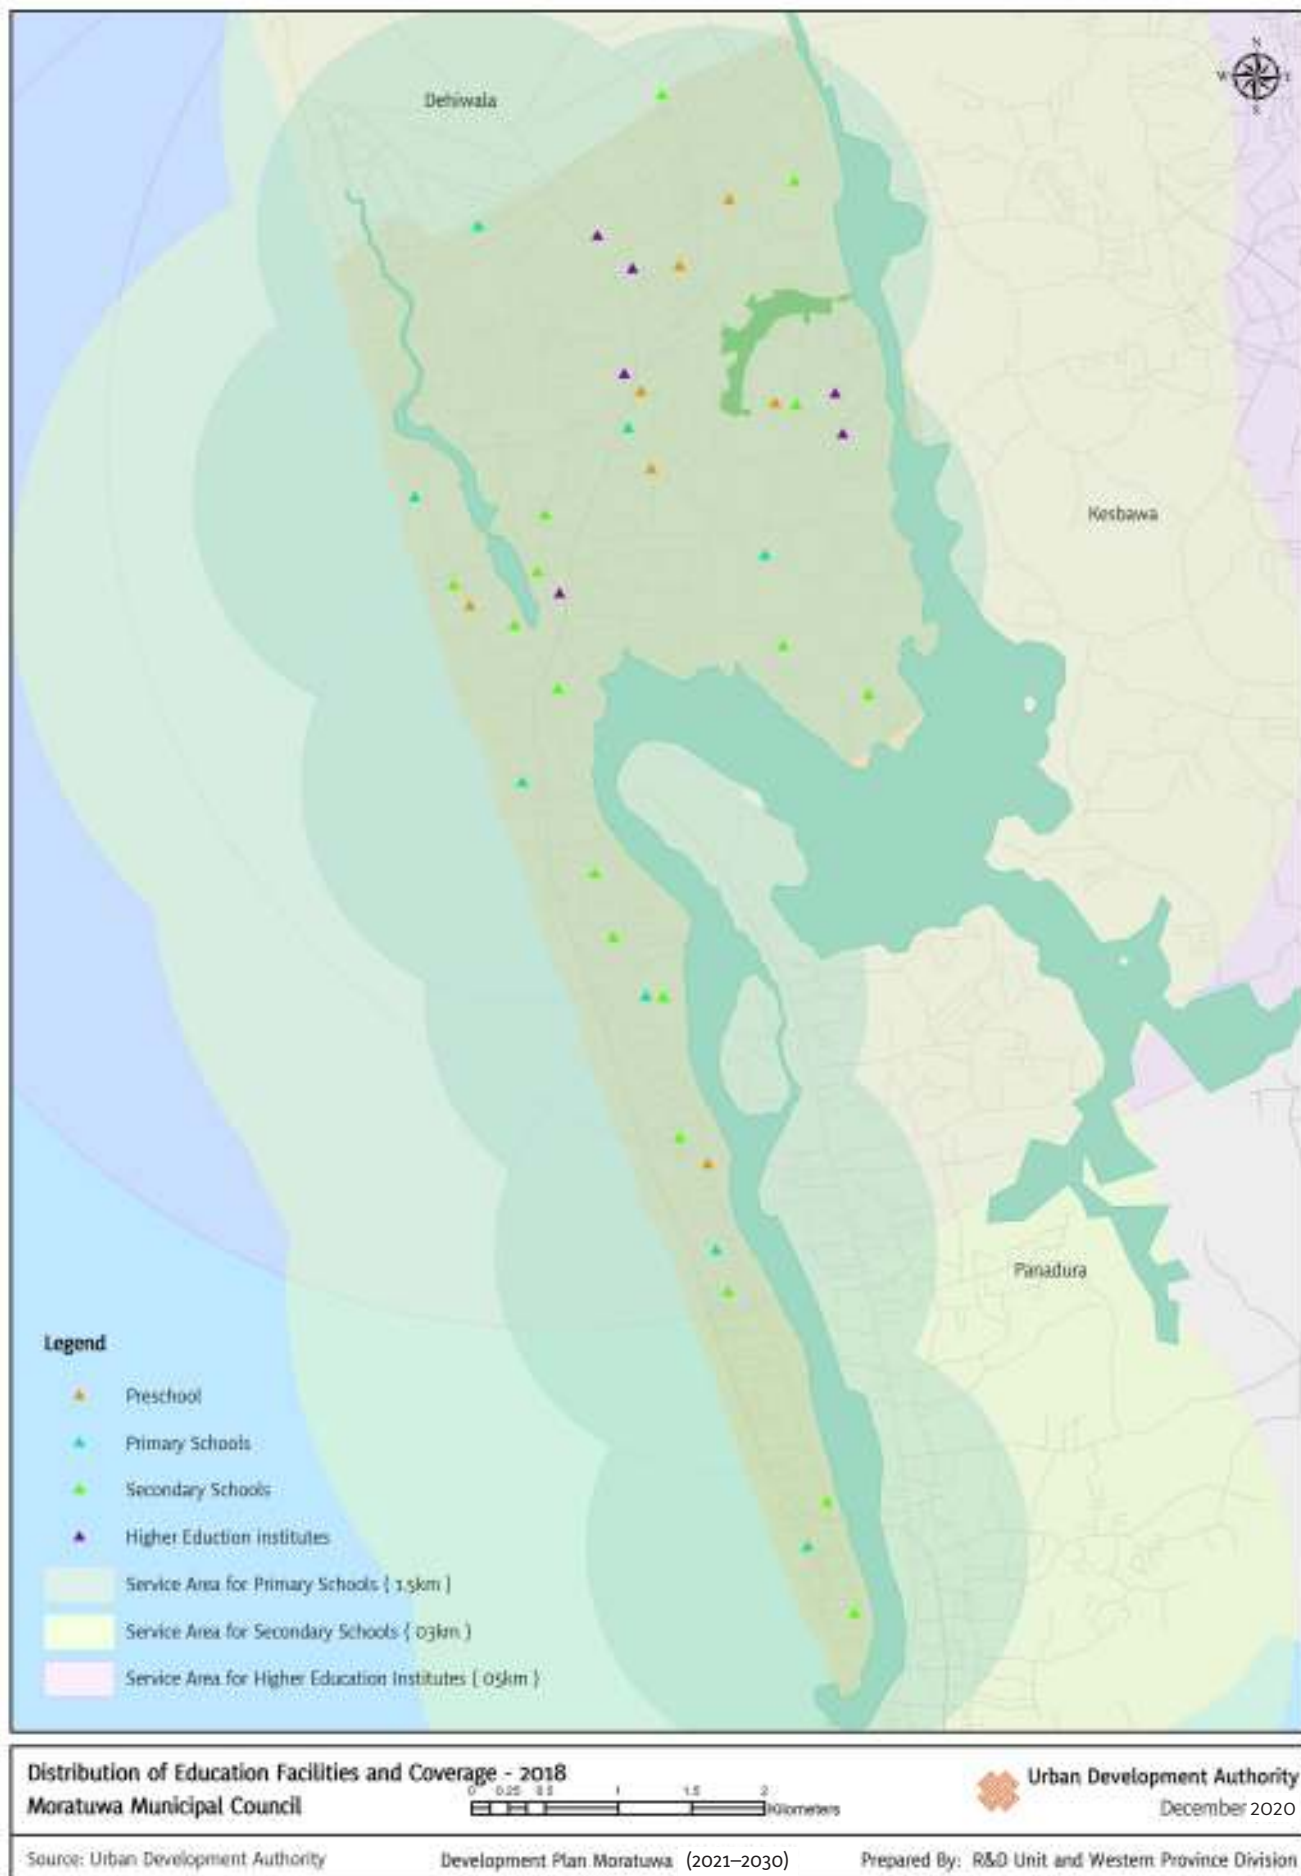 N
W E
S
Dehiwala
Kesbawa
Panadura
Legend
Preschool
Primary Schools
Secondary Schools
Higher Eduction institutes
Service Area for Primary Schools ( 1.5km )
Service Area for Secondary Schools ( 03km )
Service Area for Higher Education Institutes ( 05km )
Distribution of Education Facilities and Coverage - 2018
Moratuwa Municipal Council
0 0.25 0.5 1 1.5 2
Kilometers
Urban Development Authority
December 2020
Source: Urban Development Authority
Development Plan Moratuwa (2021–2030)
Prepared By: R&D Unit and Western Province Division